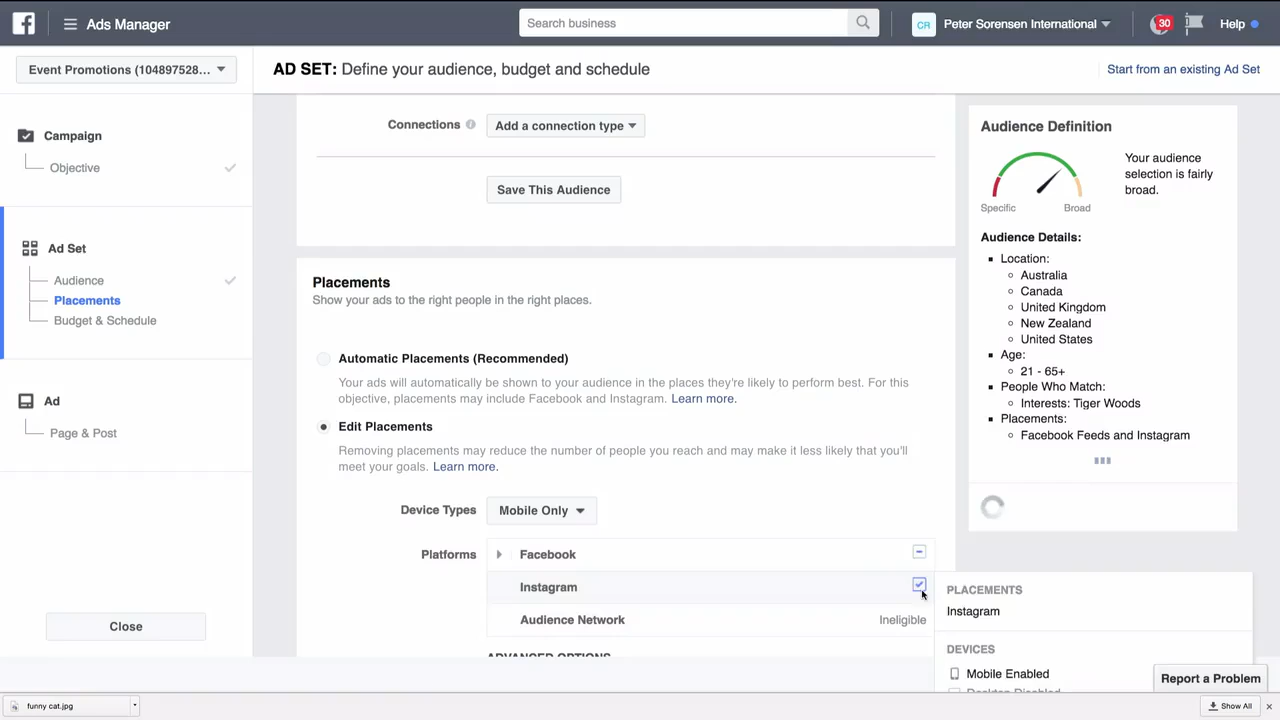 Ads Manager
Search business
CR
Peter Sorensen International
30
Help
Event Promotions (104897528...
AD SET: Define your audience, budget and schedule
Start from an existing Ad Set
Campaign
Objective
Ad Set
Audience
Placements
Budget & Schedule
Ad
Page & Post
Close
Connections
Add a connection type
Save This Audience
Placements
Show your ads to the right people in the right places.
Automatic Placements (Recommended)
Your ads will automatically be shown to your audience in the places they're likely to perform best. For this
objective, placements may include Facebook and Instagram. Learn more.
Edit Placements
Removing placements may reduce the number of people you reach and may make it less likely that you'll
meet your goals. Learn more.
Device Types
Mobile Only
Platforms
Facebook
Instagram
Audience Network
Ineligible
ADVANCED OPTIONS
Audience Definition
Your audience
selection is fairly
broad.
Specific
Broad
Audience Details:
Location:
Australia
Canada
United Kingdom
New Zealand
United States
Age:
21 - 65+
People Who Match:
Interests: Tiger Woods
Placements:
Facebook Feeds and Instagram
PLACEMENTS
Instagram
DEVICES
Mobile Enabled
Desktop Disabled
Report a Problem
funny cat.jpg
Show All